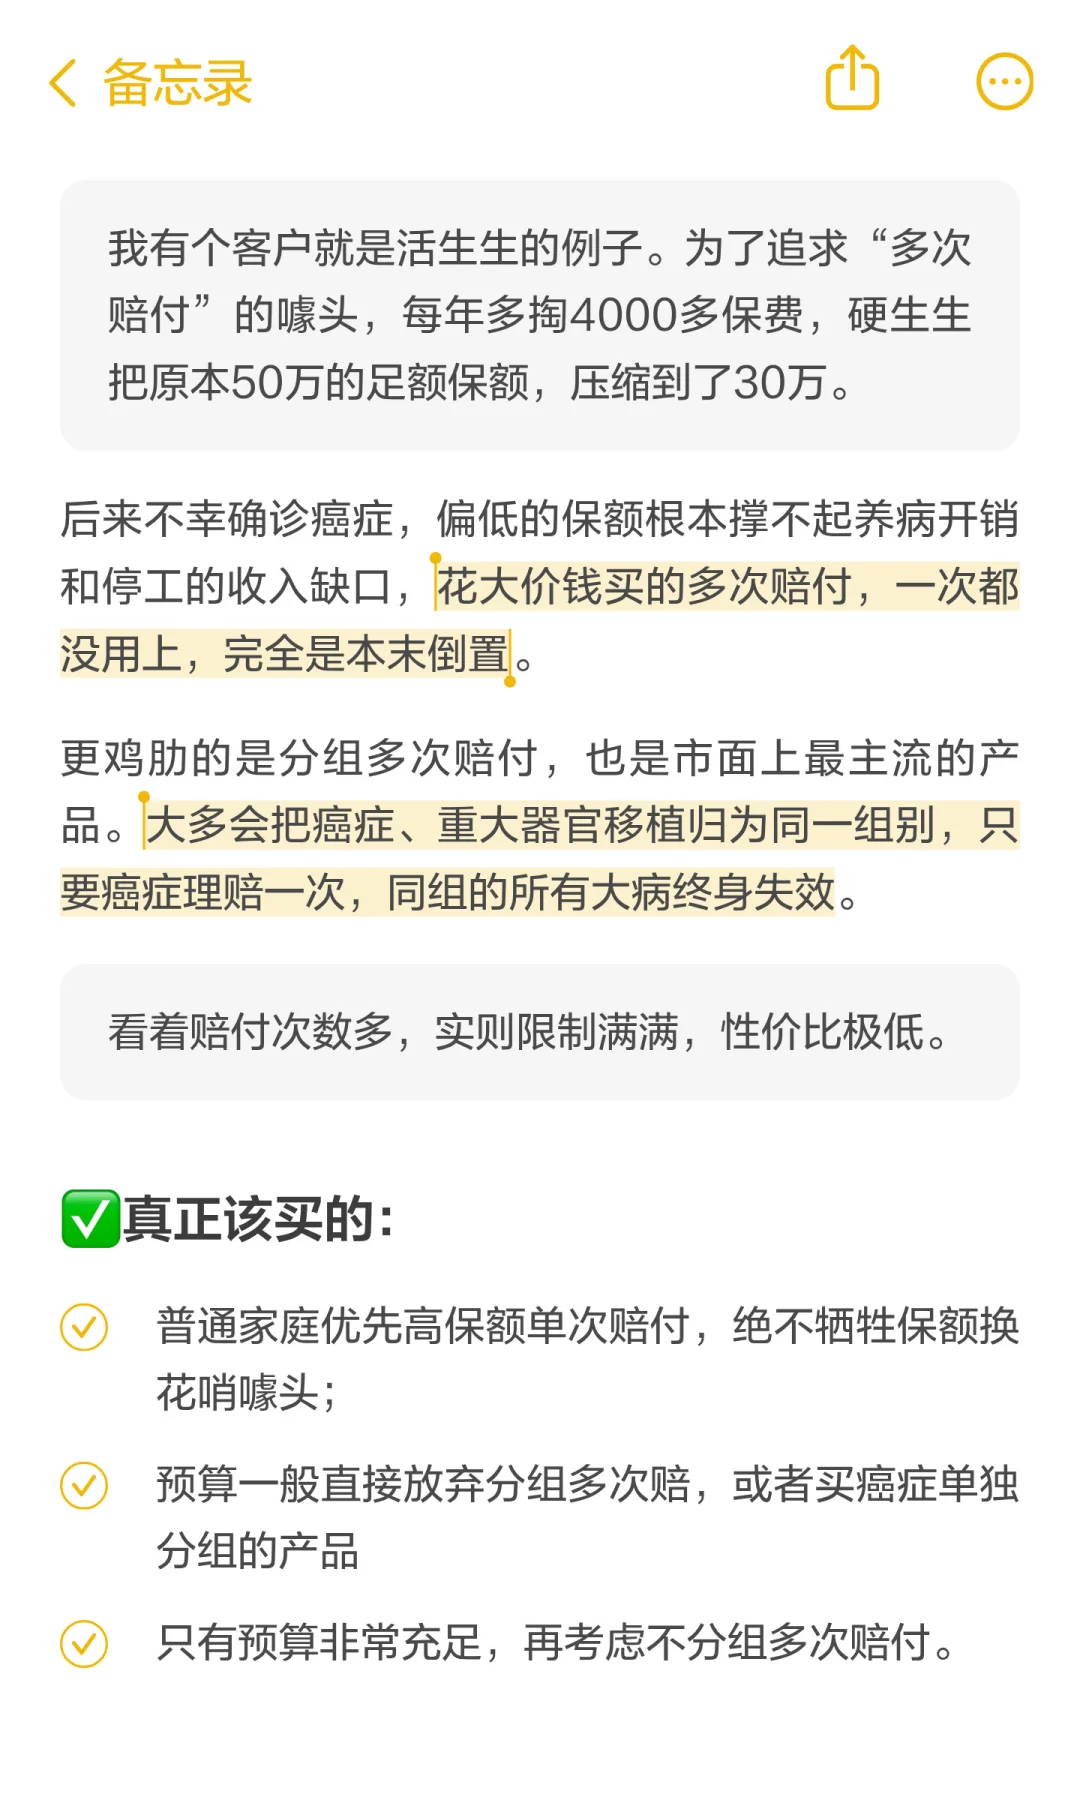 备忘录
我有个客户就是活生生的例子。为了追求“多次
赔付”的噱头，每年多掏4000多保费，硬生生
把原本50万的足额保额，压缩到了30万。
后来不幸确诊癌症，偏低的保额根本撑不起养病开销
和停工的收入缺口，花大价钱买的多次赔付，一次都
没用上，完全是本末倒置。
更鸡肋的是分组多次赔付，也是市面上最主流的产
品。大多会把癌症、重大器官移植归为同一组别，只
要癌症理赔一次，同组的所有大病终身失效。
看着赔付次数多，实则限制满满，性价比极低。
✅真正该买的：
普通家庭优先高保额单次赔付，绝不牺牲保额换
花哨噱头；
预算一般直接放弃分组多次赔，或者买癌症单独
分组的产品
只有预算非常充足，再考虑不分组多次赔付。